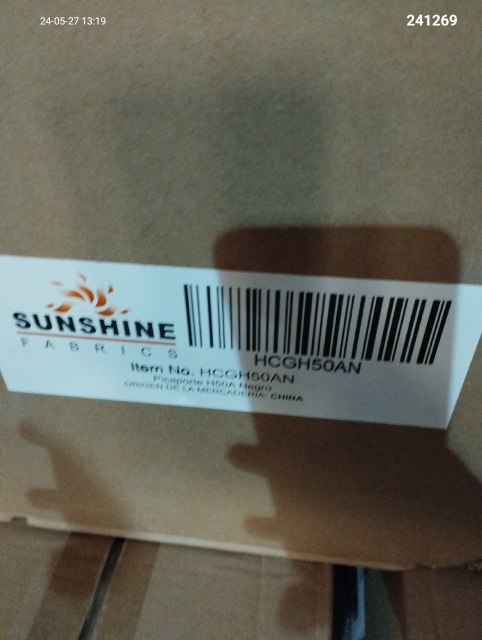 24-05-27 13:19
241269
SUNSHINE
FABRICS
HCGH50AN
Item No. HCGH50AN
Picaporte H50A Negro
ORIGEN DE LA MERCADERIA: CHINA